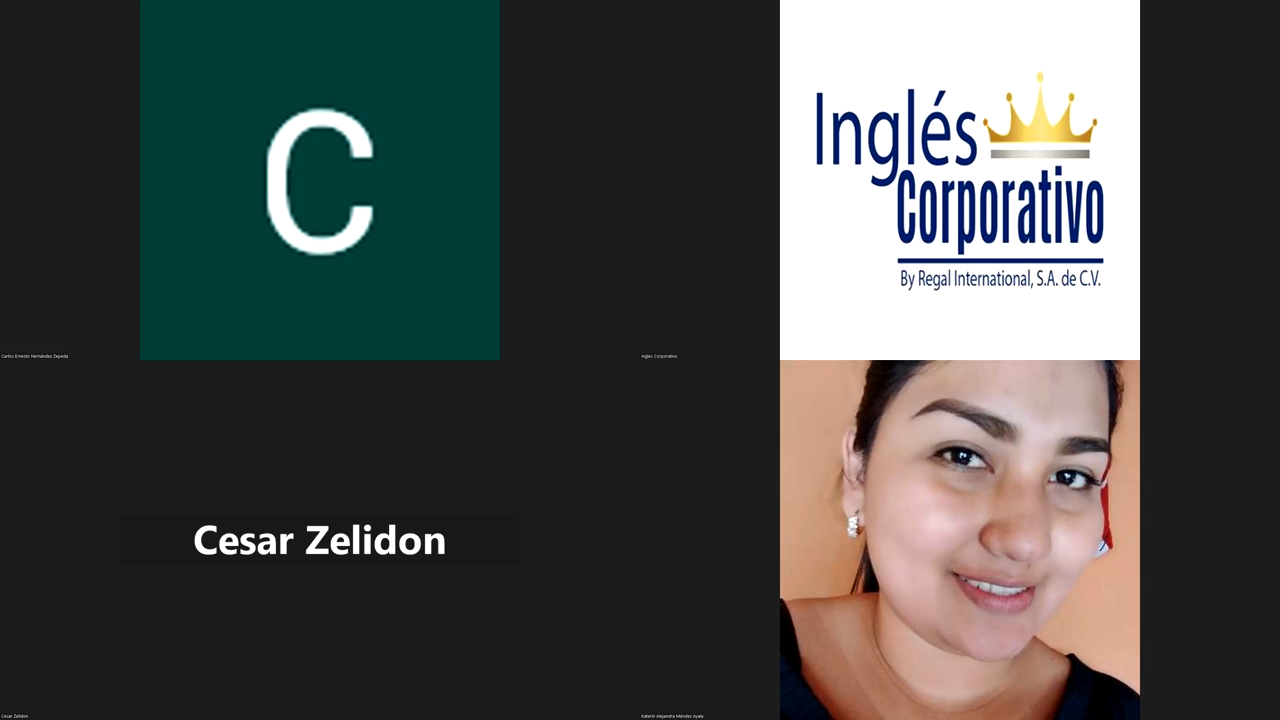 C
Carlos Ernesto Hernández Zepeda
Inglés
Corporativo
By Regal International, S.A. de C.V.
Ingles Corporativo
Cesar Zelidon
Cesar Zelidon
Katerin Alejandra Méndez Ayala